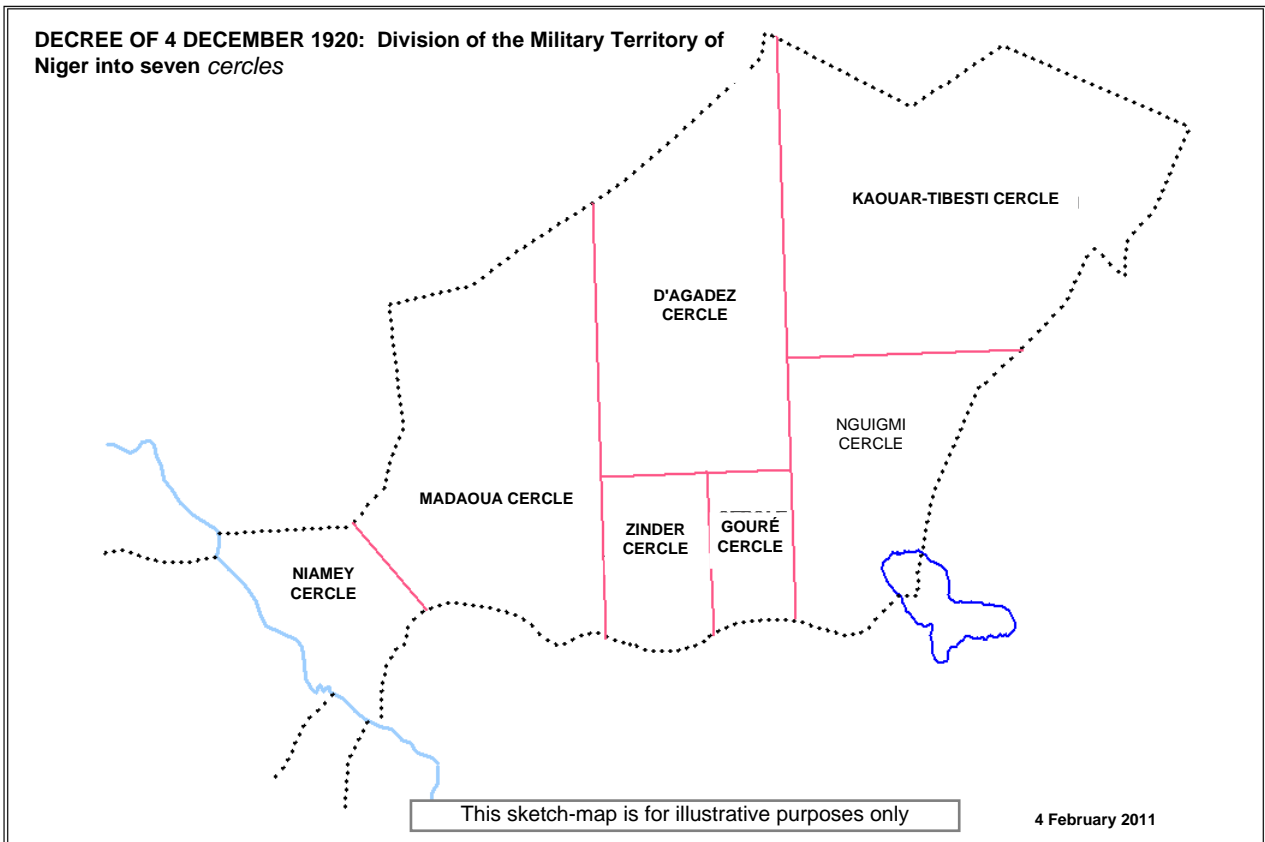 DECREE OF 4 DECEMBER 1920: Division of the Military Territory of
Niger into seven cercles
KAOUAR-TIBESTI CERCLE
D'AGADEZ
CERCLE
NGUIGMI
CERCLE
MADAOUA CERCLE
ZINDER
CERCLE
GOURÉ
CERCLE
NIAMEY
CERCLE
This sketch-map is for illustrative purposes only
4 February 2011